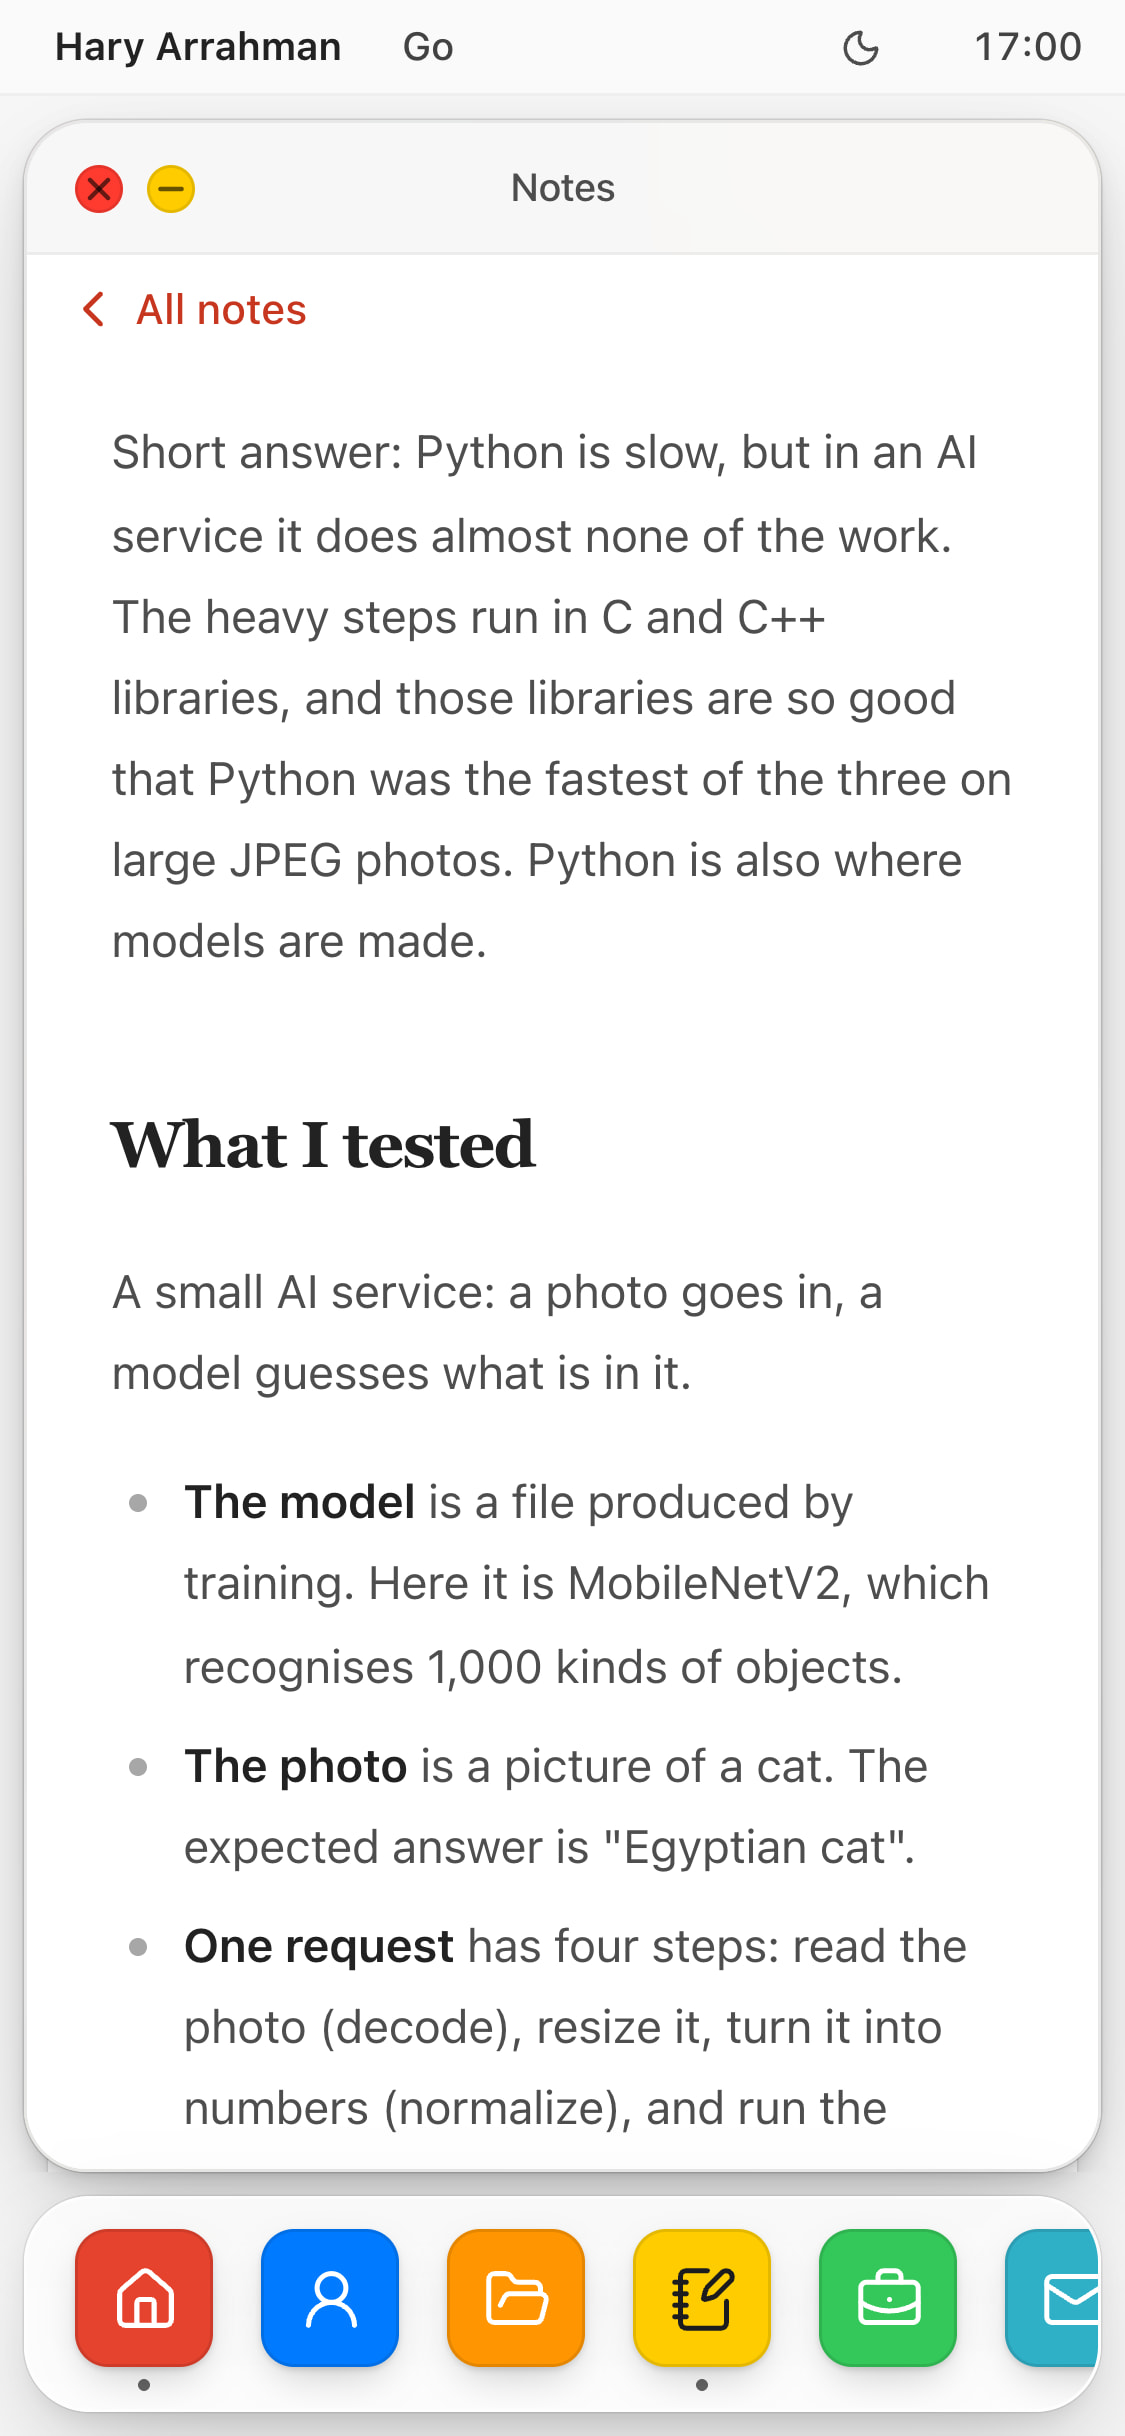 Hary Arrahman Go 17:00
Notes
All notes
Short answer: Python is slow, but in an AI
service it does almost none of the work.
The heavy steps run in C and C++
libraries, and those libraries are so good
that Python was the fastest of the three on
large JPEG photos. Python is also where
models are made.
What I tested
A small AI service: a photo goes in, a
model guesses what is in it.
The model is a file produced by
training. Here it is MobileNetV2, which
recognises 1,000 kinds of objects.
The photo is a picture of a cat. The
expected answer is "Egyptian cat".
One request has four steps: read the
photo (decode), resize it, turn it into
numbers (normalize), and run the